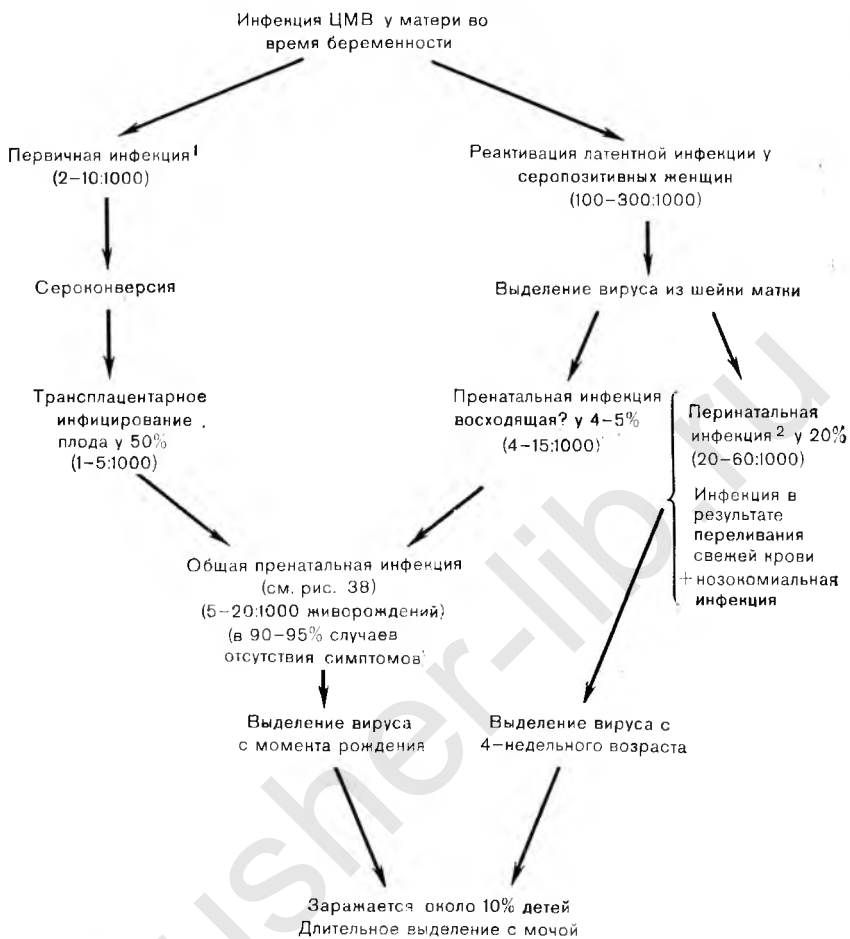 Инфекция ЦМВ у матери во
время беременности
Первичная инфекция¹
(2–10:1000)
Реактивация латентной инфекции у
серопозитивных женщин
(100–300:1000)
Сероконверсия
Выделение вируса из шейки матки
Трансплацентарное
инфицирование
плода у 50%
(1–5:1000)
Пренатальная инфекция
восходящая? у 4–5%
(4–15:1000)
Перинатальная
инфекция² у 20%
(20–60:1000)
Инфекция в
результате
переливания
свежей крови
+ нозокомиальная
инфекция
Общая пренатальная инфекция
(см. рис. 38)
(5–20:1000 живорождений)
(в 90–95% случаев
отсутствия симптомов)
Выделение вируса
с момента рождения
Выделение вируса с
4–недельного возраста
Заражается около 10% детей
Длительное выделение с мочой
usher-lib.ru